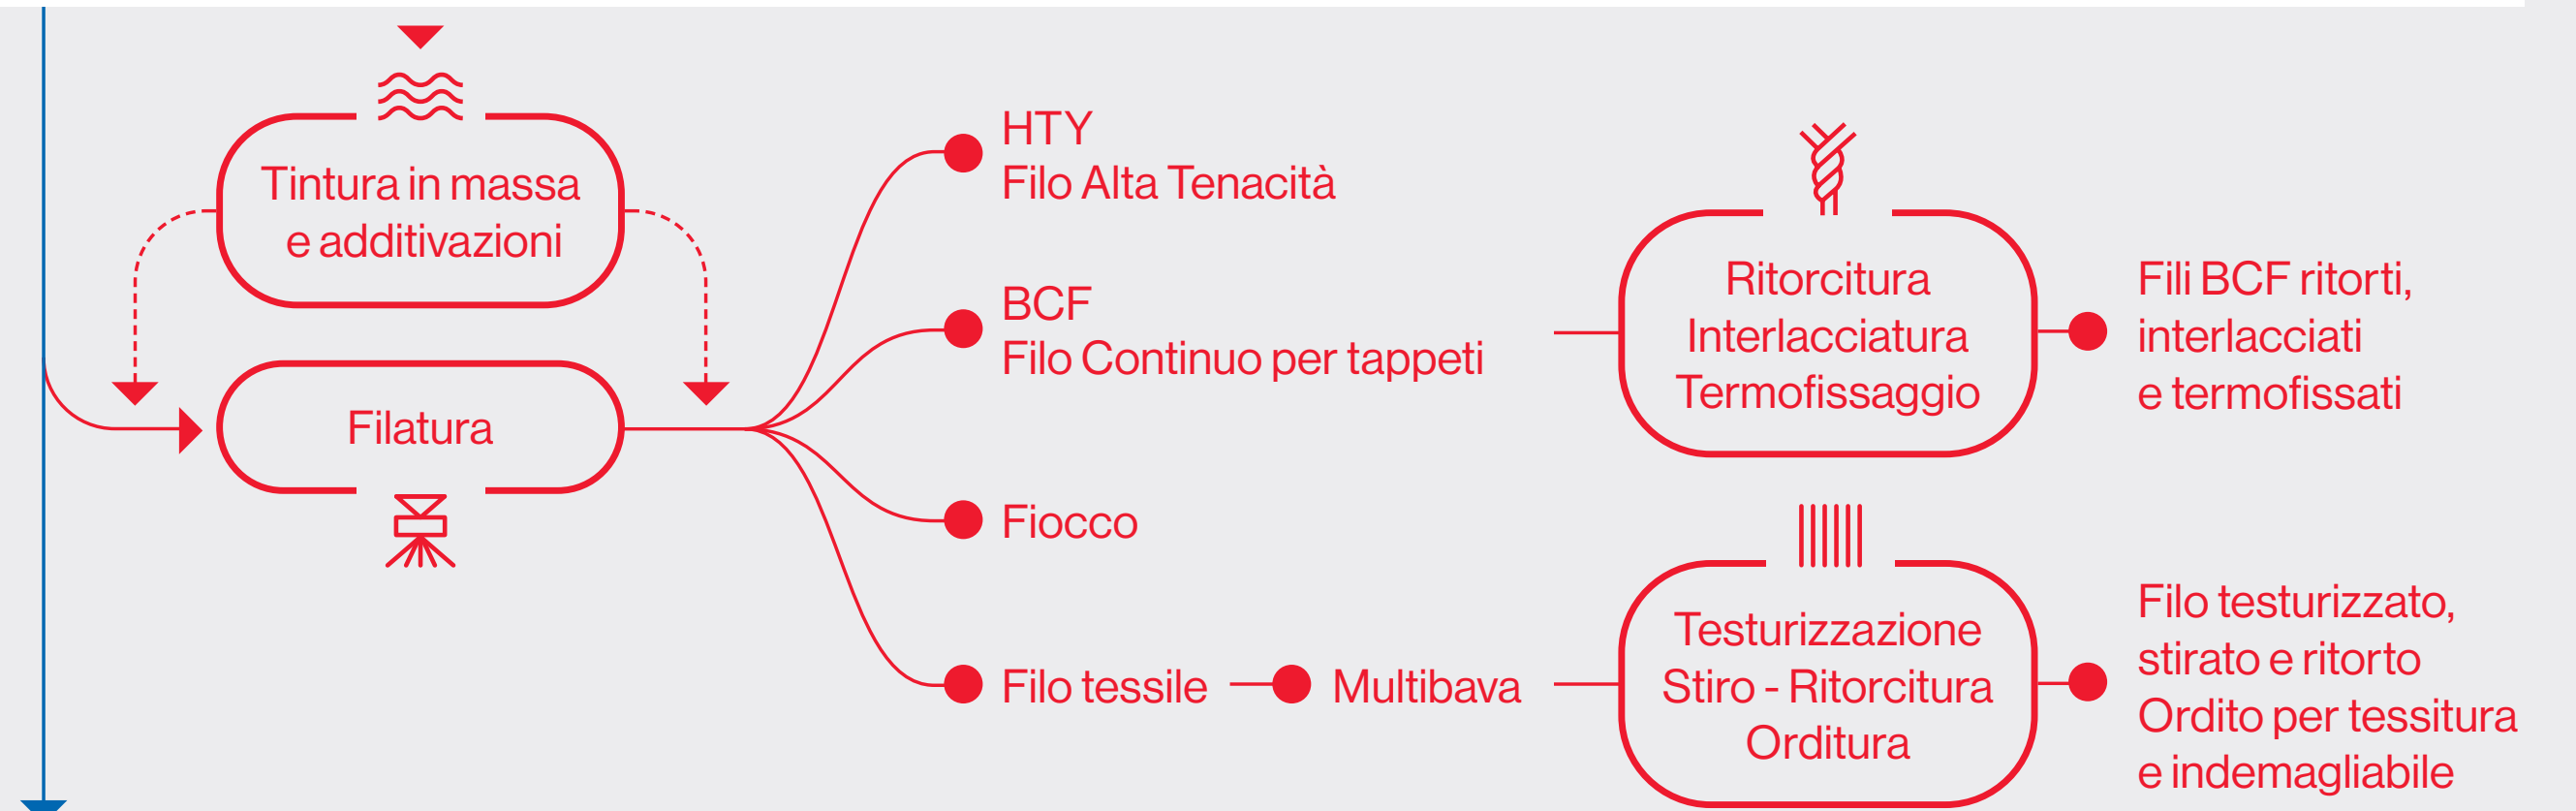 Tintura in massa
e additivazioni
Filatura
HTY
Filo Alta Tenacità
BCF
Filo Continuo per tappeti
Fiocco
Filo tessile
Multibava
Ritorcitura
Interlacciatura
Termofissaggio
Fili BCF ritorti,
interlacciati
e termofissati
Testurizzazione
Stiro - Ritorcitura
Orditura
Filo testurizzato,
stirato e ritorto
Ordito per tessitura
e indemagliabile